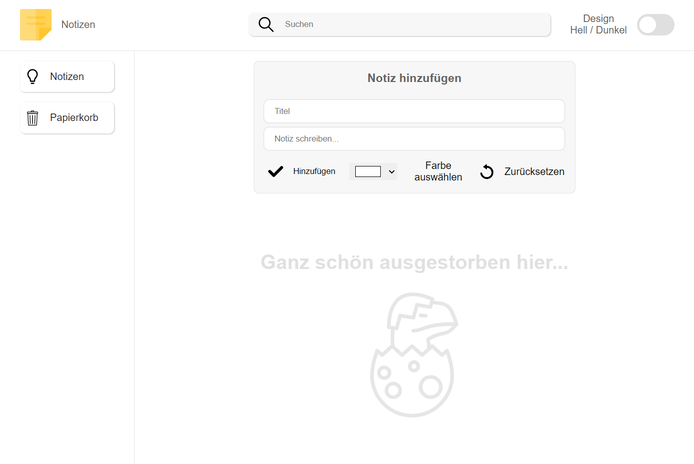 Notizen
Suchen
Design
Hell / Dunkel
Notizen
Papierkorb
Notiz hinzufügen
Titel
Notiz schreiben...
Hinzufügen
Farbe
auswählen
Zurücksetzen
Ganz schön ausgestorben hier...